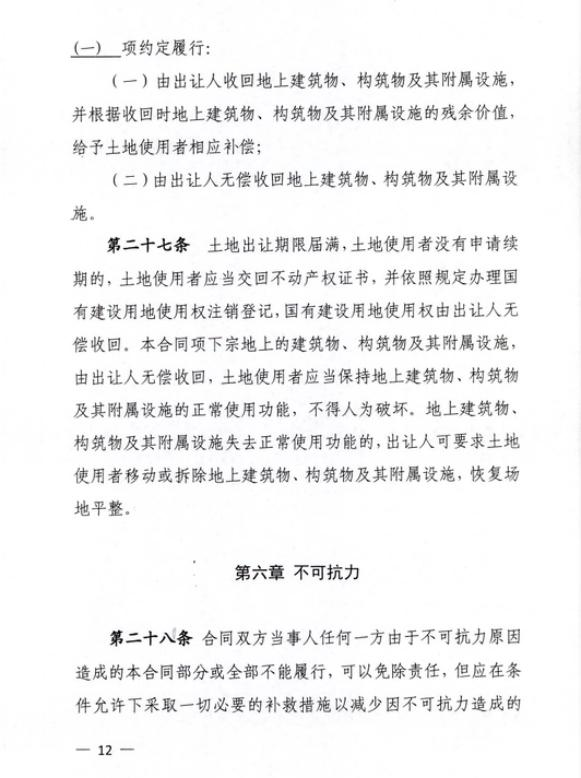 (一) 项约定履行：
（一）由出让人收回地上建筑物、构筑物及其附属设施，
并根据收回时地上建筑物、构筑物及其附属设施的残余价值，
给予土地使用者相应补偿；
（二）由出让人无偿收回地上建筑物、构筑物及其附属设
施。
第二十七条 土地出让期限届满，土地使用者没有申请续
期的，土地使用者应当交回不动产权证书，并依照规定办理国
有建设用地使用权注销登记，国有建设用地使用权由出让人无
偿收回。本合同项下宗地上的建筑物、构筑物及其附属设施，
由出让人无偿收回，土地使用者应当保持地上建筑物、构筑物
及其附属设施的正常使用功能，不得人为破坏。地上建筑物、
构筑物及其附属设施失去正常使用功能的，出让人可要求土地
使用者移动或拆除地上建筑物、构筑物及其附属设施，恢复场
地平整。
第六章 不可抗力
第二十八条 合同双方当事人任何一方由于不可抗力原因
造成的本合同部分或全部不能履行，可以免除责任，但应在条
件允许下采取一切必要的补救措施以减少因不可抗力造成的
— 12 —